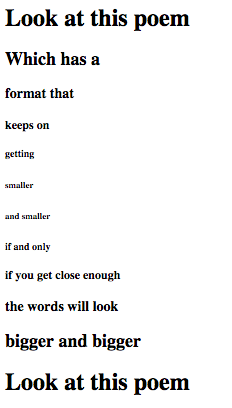 Look at this poem
Which has a
format that
keeps on
getting
smaller
and smaller
if and only
if you get close enough
the words will look
bigger and bigger
Look at this poem